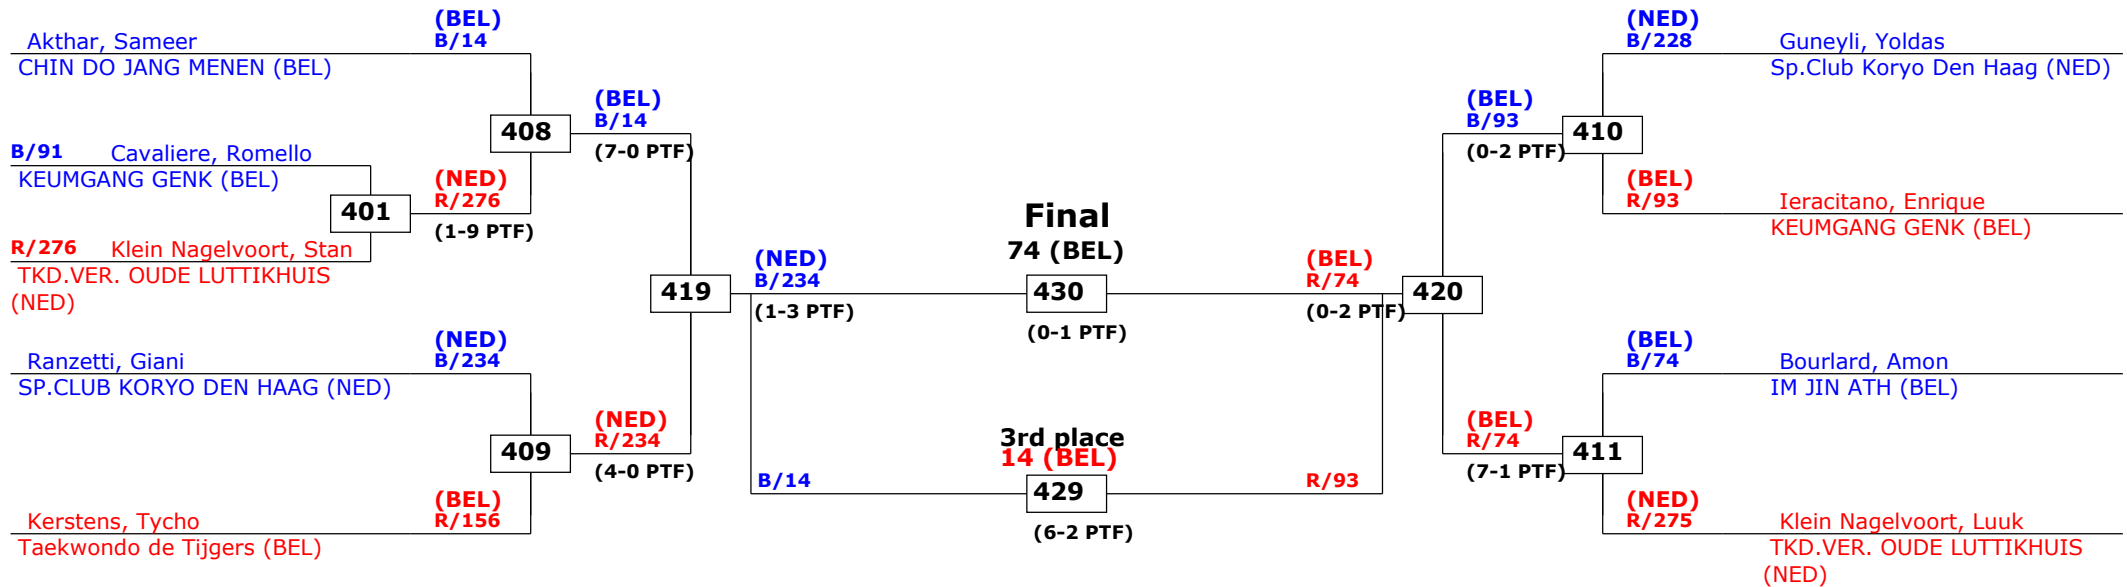 (BEL)
B/14
Akthar, Sameer
CHIN DO JANG MENEN (BEL)
408
(BEL)
B/14
(7-0 PTF)
B/91 Cavaliere, Romello
KEUMGANG GENK (BEL)
401
(NED)
R/276
(1-9 PTF)
R/276 Klein Nagelvoort, Stan
TKD.VER. OUDE LUTTIKHUIS
(NED)
419
(NED)
B/234
(1-3 PTF)
(NED)
B/234
Ranzetti, Giani
SP.CLUB KORYO DEN HAAG (NED)
409
(NED)
R/234
(4-0 PTF)
(BEL)
R/156
Kerstens, Tycho
Taekwondo de Tijgers (BEL)
Final
74 (BEL)
430
(0-1 PTF)
3rd place
14 (BEL)
B/14
429
R/93
(6-2 PTF)
(BEL)
R/74
(0-2 PTF)
420
(BEL)
B/93
(0-2 PTF)
410
(NED)
B/228
Guneyli, Yoldas
Sp.Club Koryo Den Haag (NED)
(BEL)
R/93
Ieracitano, Enrique
KEUMGANG GENK (BEL)
(BEL)
B/74
Bourlard, Amon
IM JIN ATH (BEL)
(BEL)
R/74
(7-1 PTF)
411
(NED)
R/275
Klein Nagelvoort, Luuk
TKD.VER. OUDE LUTTIKHUIS
(NED)